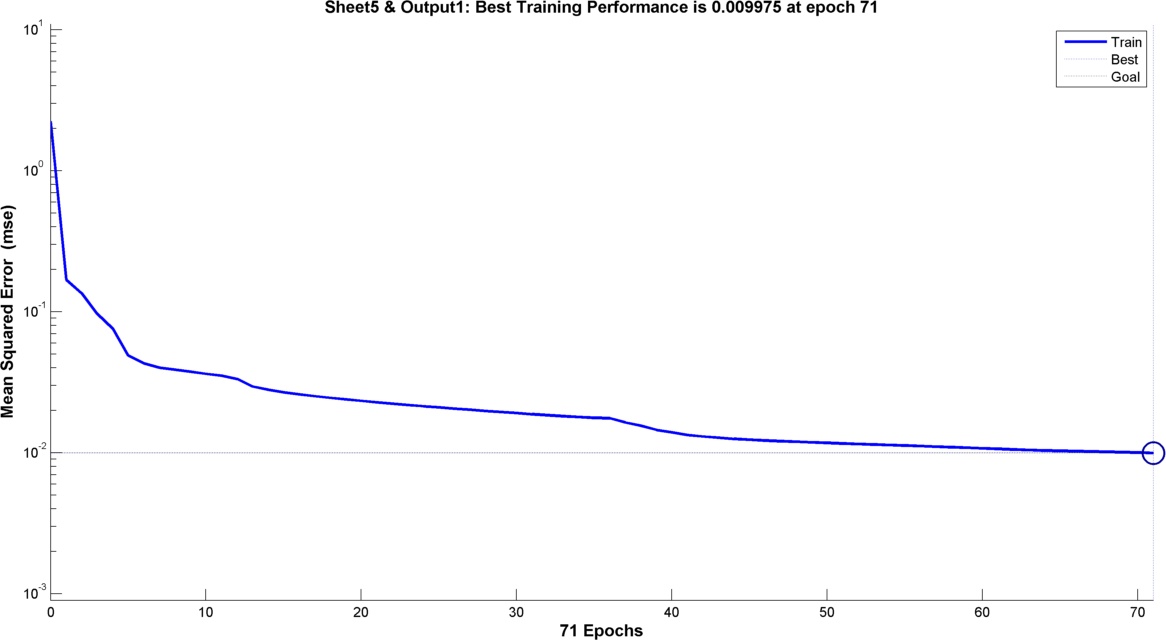 Sheet5 & Output1: Best Training Performance is 0.009975 at epoch 71
Train
Best
Goal
Mean Squared Error (mse)
10^1
10^0
10^-1
10^-2
10^-3
0 10 20 30 40 50 60 70
71 Epochs